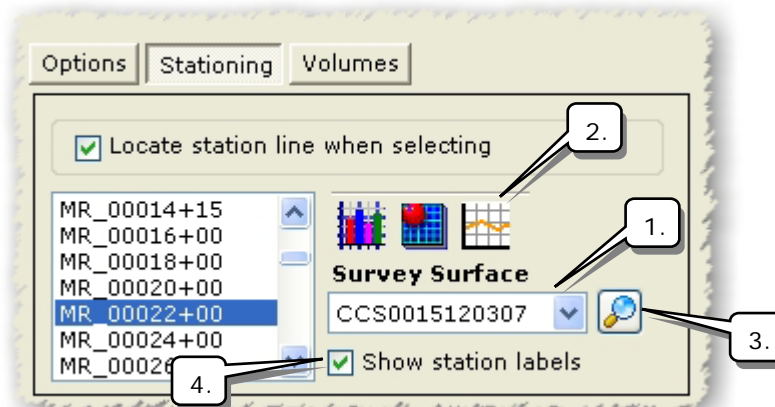 Options Stationing Volumes
Locate station line when selecting
2.
MR_00014+15
MR_00016+00
MR_00018+00
MR_00020+00
MR_00022+00
MR_00024+00
MR_00026
1.
Survey Surface
CCS0015120307
3.
Show station labels
4.